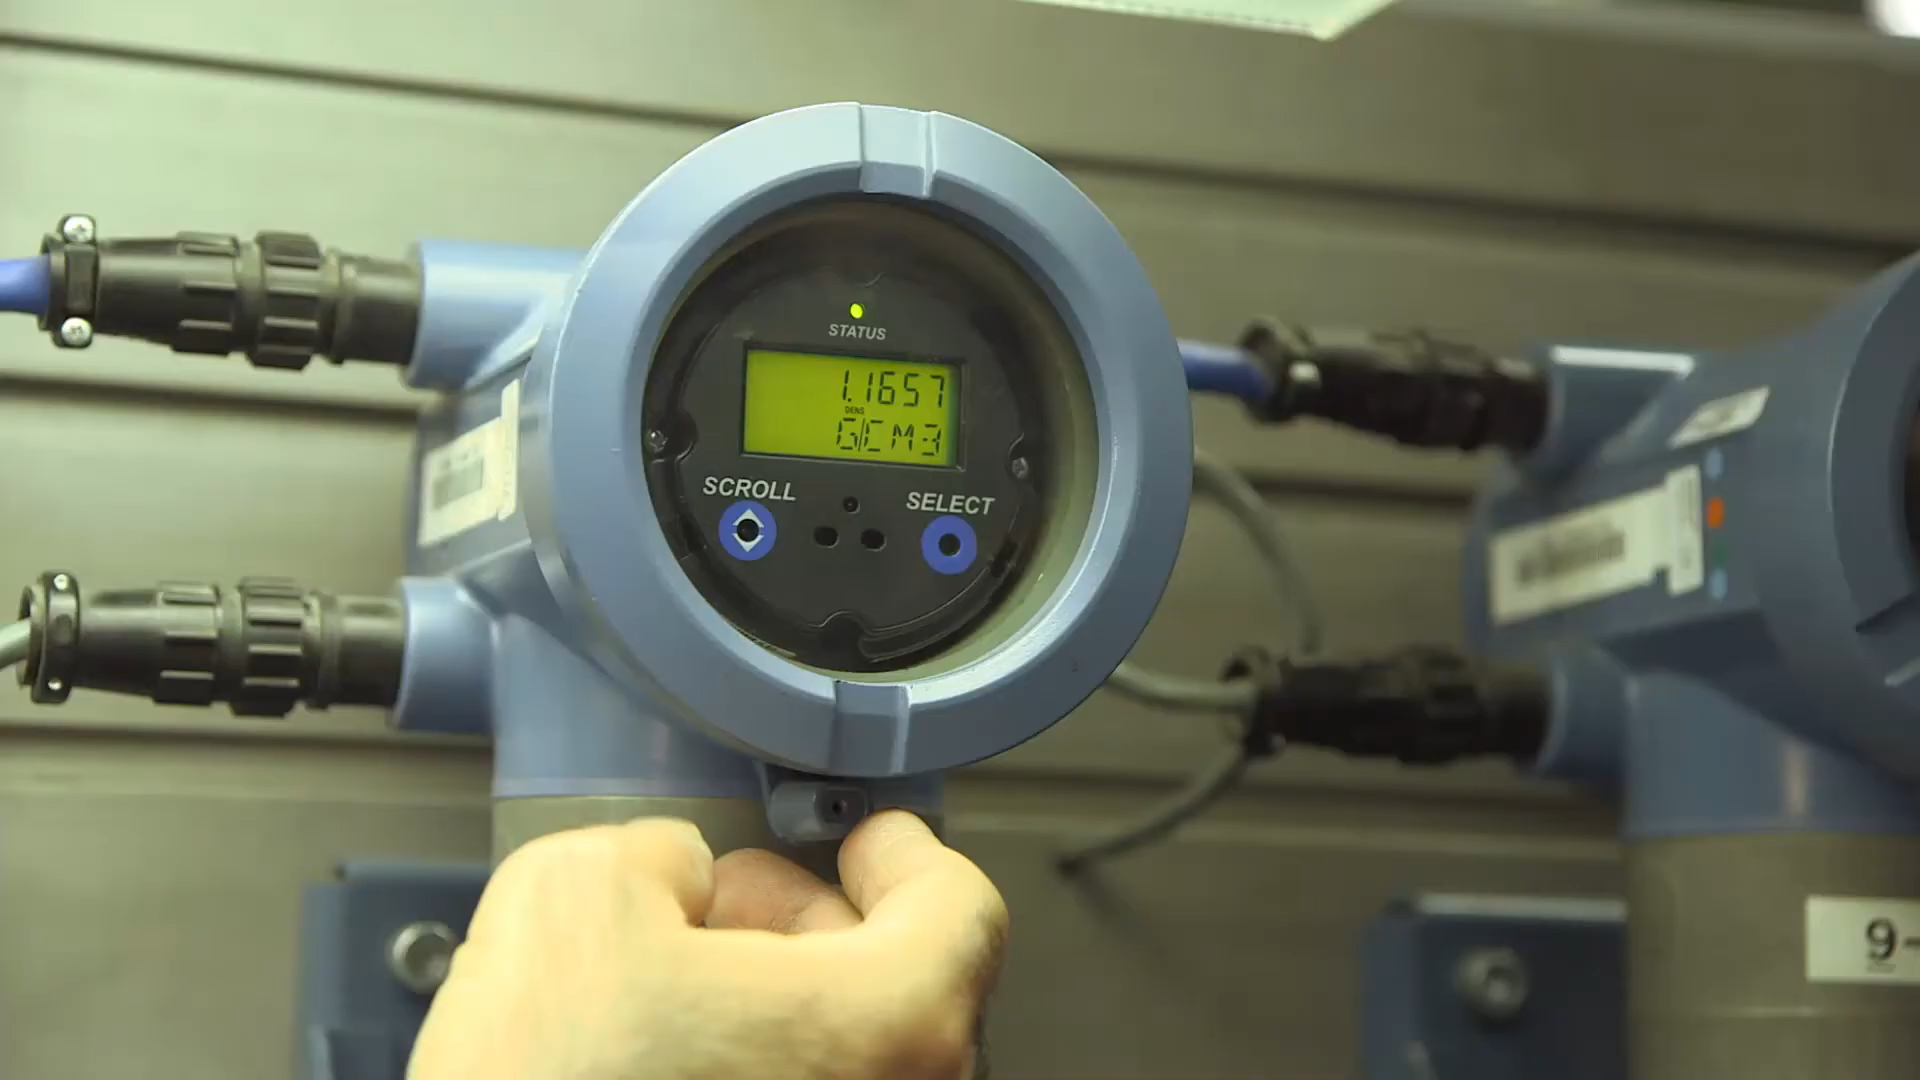 STATUS
1.1657
DENS
G/CM3
SCROLL
SELECT
9-